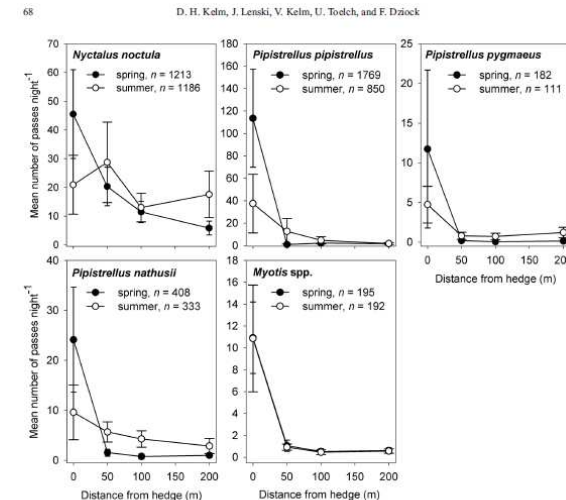 68
D. H. Kelm, J. Lenski, V. Kelm, U. Toelch, and F. Dziock
Nyctalus noctula
spring, n = 1213
summer, n = 1186
70
60
50
40
30
20
10
0
Mean number of passes night⁻¹
Pipistrellus pipistrellus
spring, n = 1769
summer, n = 850
180
160
140
120
100
80
60
40
20
0
Pipistrellus pygmaeus
spring, n = 182
summer, n = 111
25
20
15
10
5
0
0 50 100 150 200
Distance from hedge (m)
Pipistrellus nathusii
spring, n = 408
summer, n = 333
40
30
20
10
0
Mean number of passes night⁻¹
0 50 100 150 200
Distance from hedge (m)
Myotis spp.
spring, n = 195
summer, n = 192
18
16
14
12
10
8
6
4
2
0
0 50 100 150 200
Distance from hedge (m)